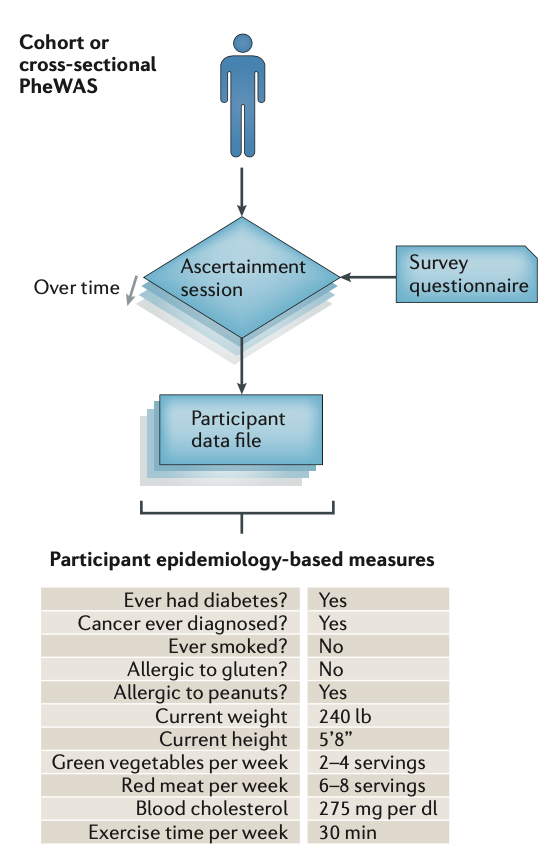 Cohort or
cross-sectional
PheWAS
Ascertainment
session
Survey
questionnaire
Over time
Participant
data file
Participant epidemiology-based measures
Ever had diabetes? Yes
Cancer ever diagnosed? Yes
Ever smoked? No
Allergic to gluten? No
Allergic to peanuts? Yes
Current weight 240 lb
Current height 5’8”
Green vegetables per week 2–4 servings
Red meat per week 6–8 servings
Blood cholesterol 275 mg per dl
Exercise time per week 30 min